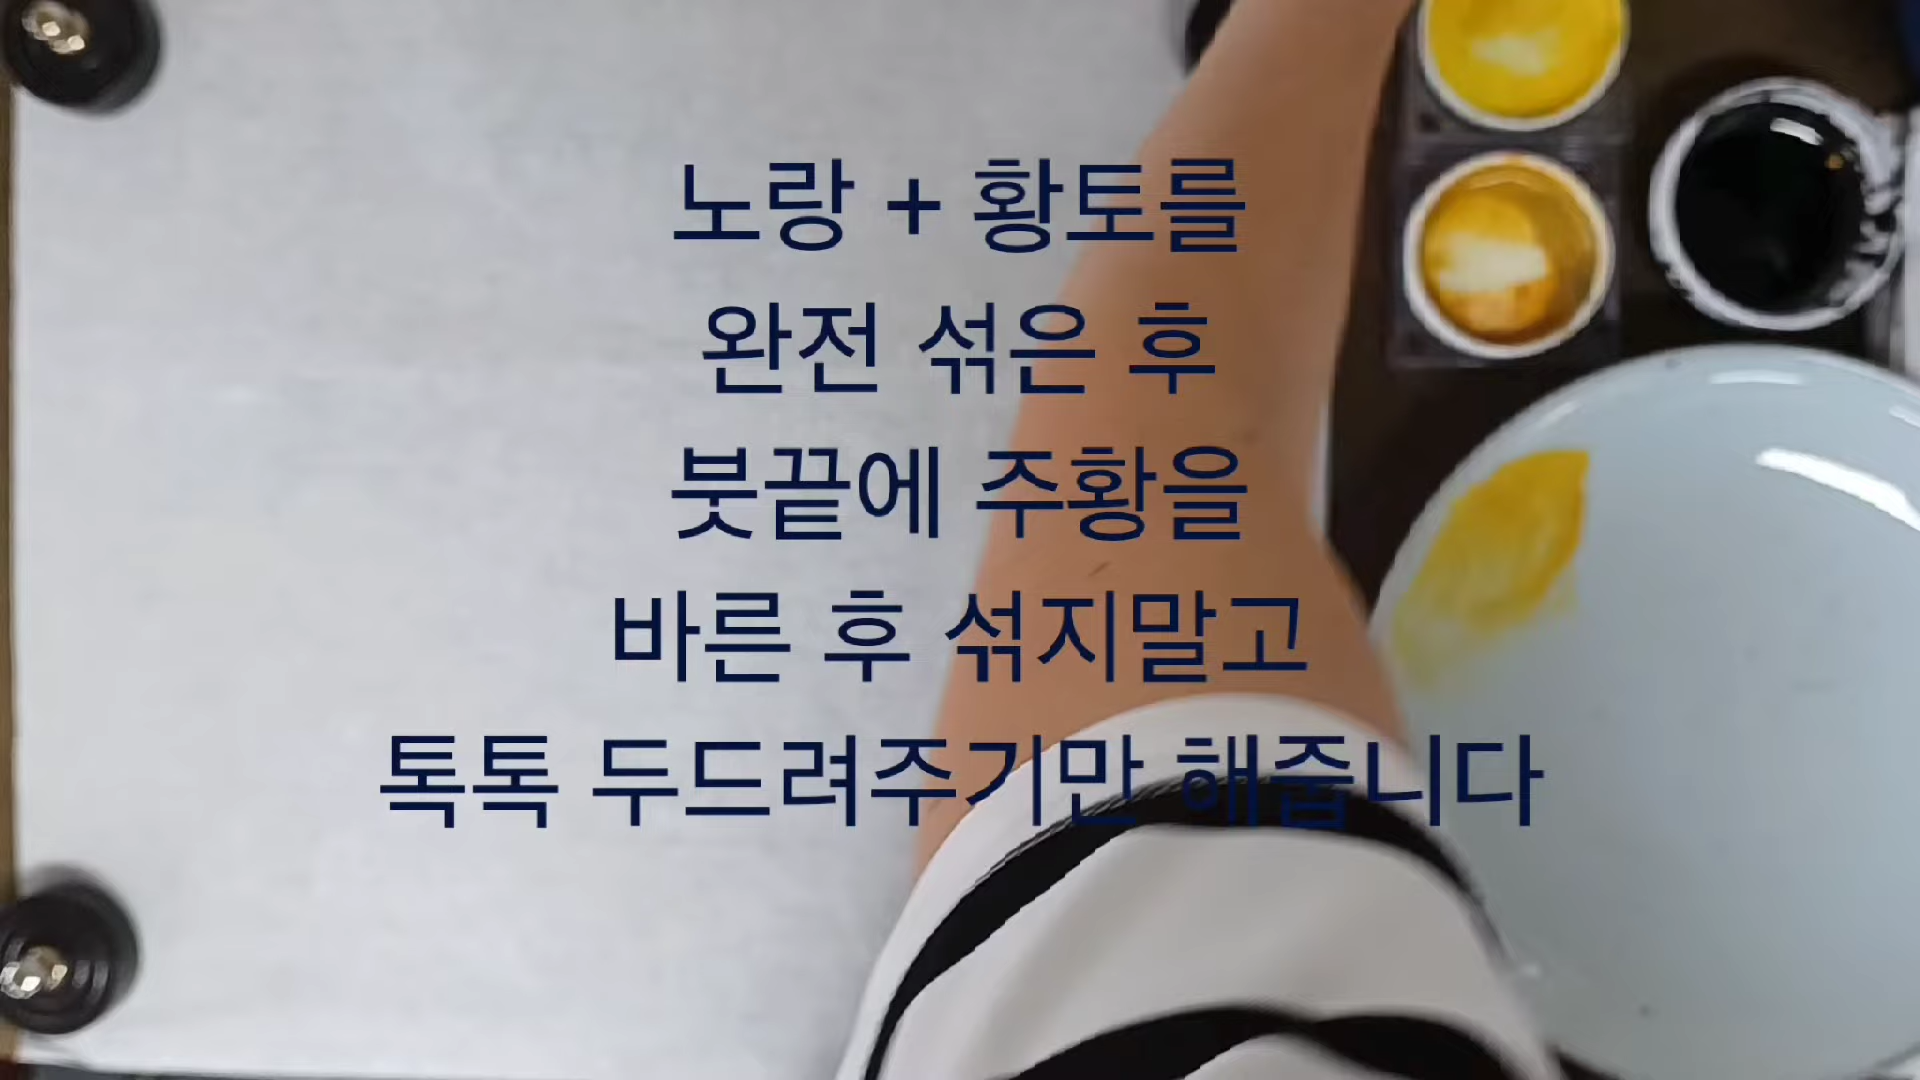 노랑 + 황토를
완전 섞은 후
붓끝에 주황을
바른 후 섞지말고
톡톡 두드려주기만 해줍니다